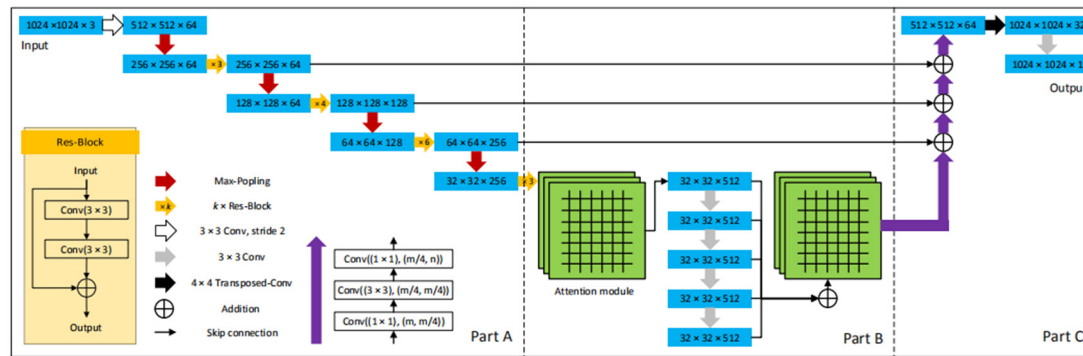 1024 ×1024 × 3
512 × 512 × 64
512 × 512 × 64
1024 × 1024 × 32
Input
256 × 256 × 64
× 3
256 × 256 × 64
1024 × 1024 × 1
Output
128 × 128 × 64
× 4
128 × 128 × 128
Res-Block
64 × 64 × 128
× 6
64 × 64 × 256
Input
Max-Popling
32 × 32 × 256
× 3
32 × 32 × 512
Conv(3 × 3)
k × Res-Block
× k
32 × 32 × 512
3 × 3 Conv, stride 2
Conv(3 × 3)
3 × 3 Conv
Conv((1 × 1), (m/4, n))
32 × 32 × 512
4 × 4 Transposed-Conv
Conv((3 × 3), (m/4, m/4))
Attention module
32 × 32 × 512
Addition
Conv((1 × 1), (m, m/4))
Output
Skip connection
32 × 32 × 512
Part A
Part B
Part C